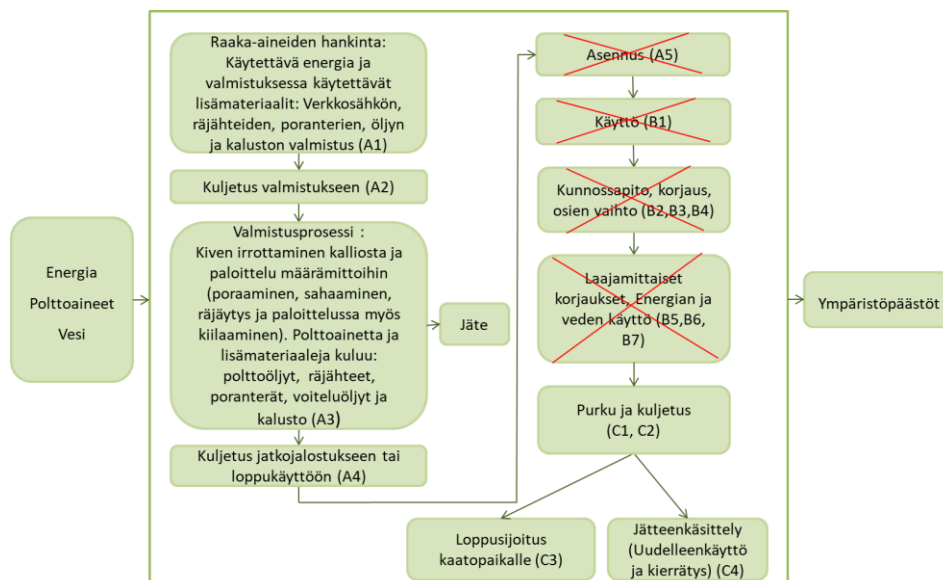 Energia
Polttoaineet
Vesi
Raaka-aineiden hankinta:
Käytettävä energia ja
valmistuksessa käytettävät
lisämateriaalit: Verkkosähkön,
räjähteiden, poranterien, öljyn
ja kaluston valmistus (A1)
Kuljetus valmistukseen (A2)
Valmistusprosessi :
Kiven irrottaminen kalliosta ja
paloittelu määrämittoihin
(poraaminen, sahaaminen,
räjäytys ja paloittelussa myös
kiilaaminen). Polttoainetta ja
lisämateriaaleja kuluu:
polttoöljyt, räjähteet,
poranterät, voiteluöljyt ja
kalusto (A3)
Jäte
Kuljetus jatkojalostukseen tai
loppukäyttöön (A4)
Asennus (A5)
Käyttö (B1)
Kunnossapito, korjaus,
osien vaihto (B2,B3,B4)
Laajamittaiset
korjaukset, Energian ja
veden käyttö (B5,B6,
B7)
Purku ja kuljetus
(C1, C2)
Loppusijoitus
kaatopaikalle (C3)
Jätteenkäsittely
(Uudelleenkäyttö
ja kierrätys) (C4)
Ympäristöpäästöt